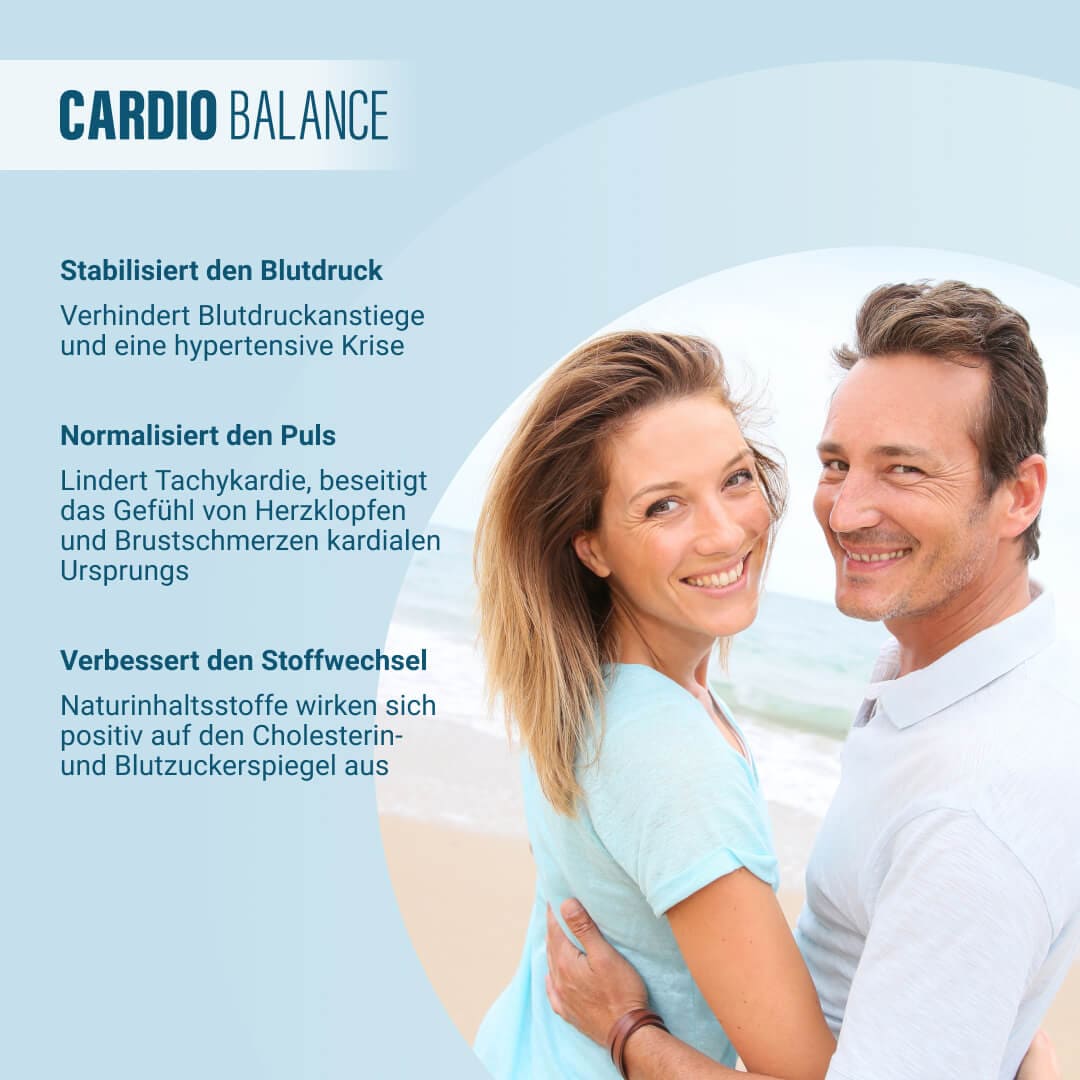 CARDIO BALANCE
Stabilisiert den Blutdruck
Verhindert Blutdruckanstiege
und eine hypertensive Krise
Normalisiert den Puls
Lindert Tachykardie, beseitigt
das Gefühl von Herzklopfen
und Brustschmerzen kardialen
Ursprungs
Verbessert den Stoffwechsel
Naturinhaltsstoffe wirken sich
positiv auf den Cholesterin-
und Blutzuckerspiegel aus